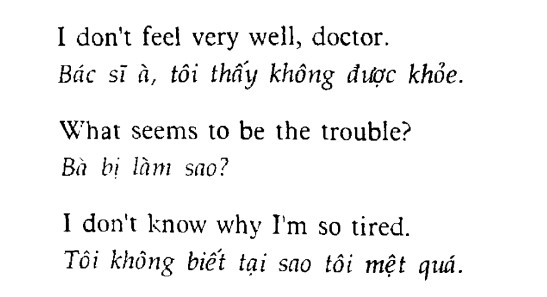 I don't feel very well, doctor.
Bác sĩ à, tôi thấy không được khỏe.
What seems to be the trouble?
Bà bị làm sao?
I don't know why I'm so tired.
Tôi không biết tại sao tôi mệt quá.